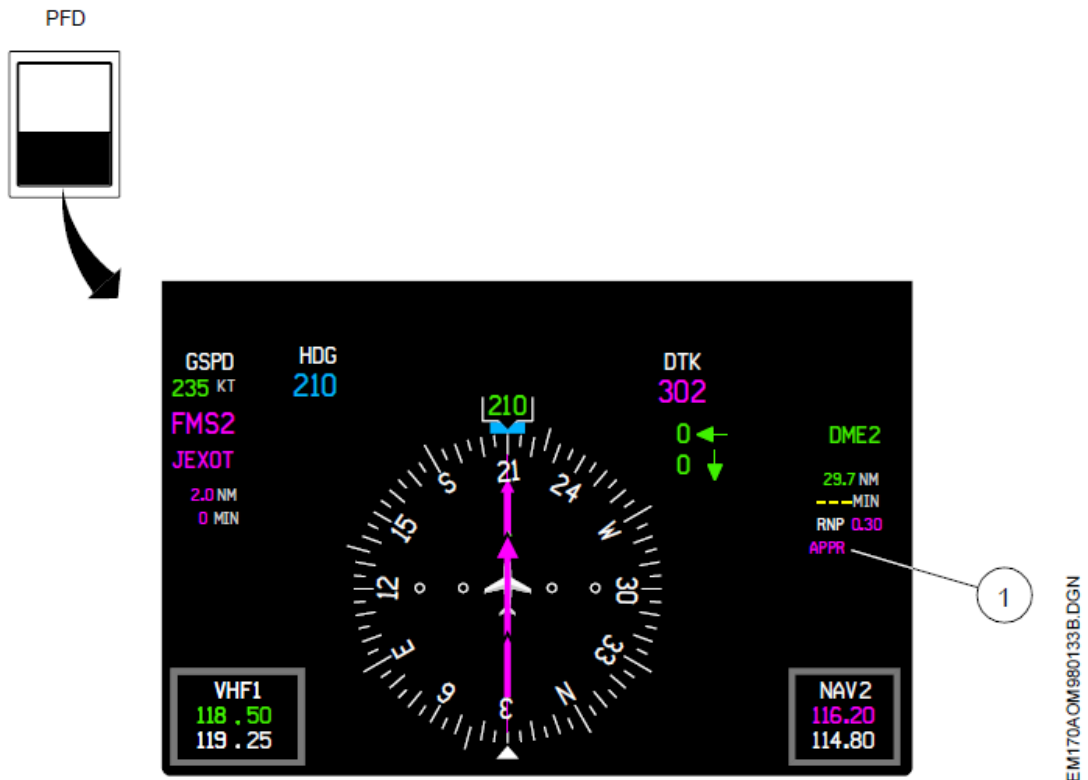 PFD
GSPD
235 KT
FMS2
JEXOT
2.0 NM
0 MIN
HDG
210
210
DTK
302
0
0
DME2
29.7 NM
---MIN
RNP 0.30
APPR
1
21
24
W
30
33
N
3
6
E
12
15
S
VHF1
118.50
119.25
NAV2
116.20
114.80
EM170AOM980133B.DGN